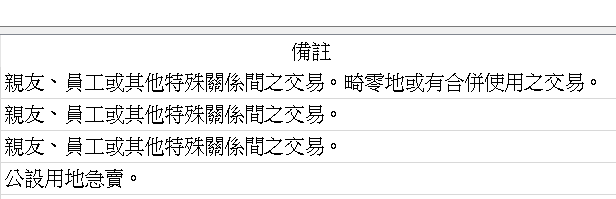 備註
親友、員工或其他特殊關係間之交易。畸零地或有合併使用之交易。
親友、員工或其他特殊關係間之交易。
親友、員工或其他特殊關係間之交易。
公設用地急賣。